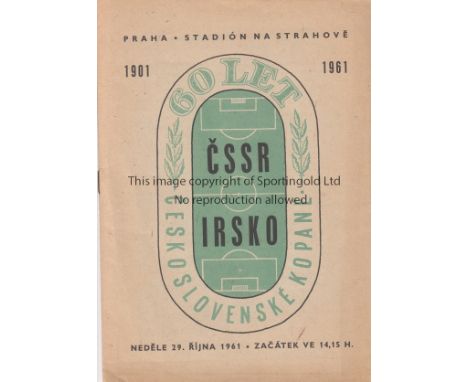 PRAHA • STADIÓN NA STRAHOVĚ
1901 1961
60 LET
ČSSR
This image copyright of Sportingold Ltd
No reproduction allowed
IRSKO
ČESKOSLOVENSKÉ KOPANÉ
NEDĚLE 29. ŘÍJNA 1961 • ZAČÁTEK VE 14,15 H.